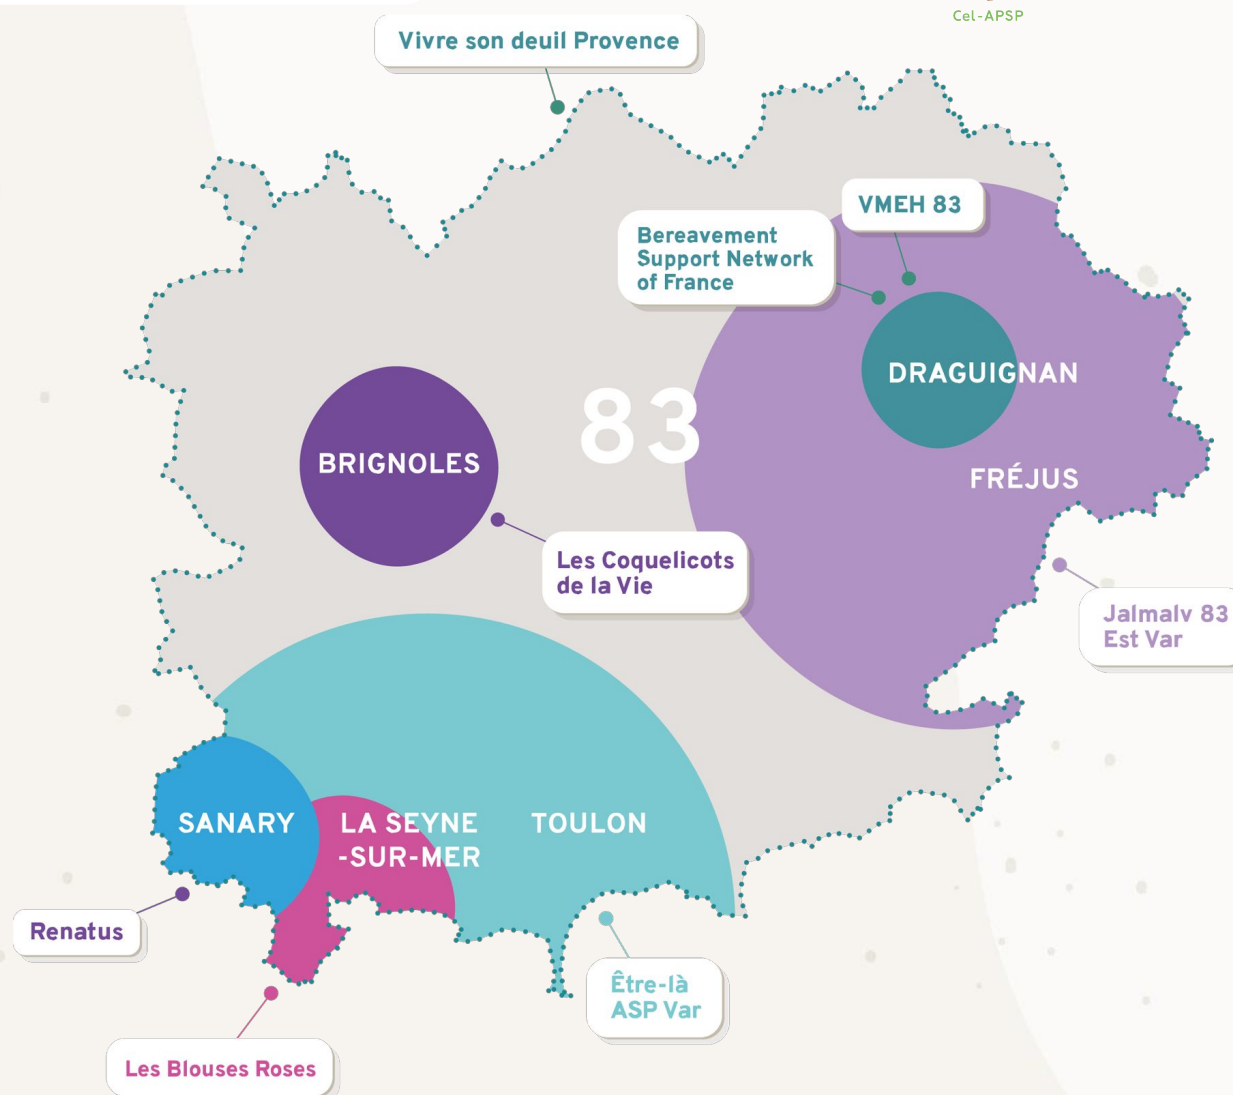 Cel-APSP
Vivre son deuil Provence
VMEH 83
Bereavement
Support Network
of France
DRAGUIGNAN
83
BRIGNOLES
FRÉJUS
Les Coquelicots
de la Vie
Jalmalv 83
Est Var
SANARY
LA SEYNE
-SUR-MER
TOULON
Renatus
Être-là
ASP Var
Les Blouses Roses